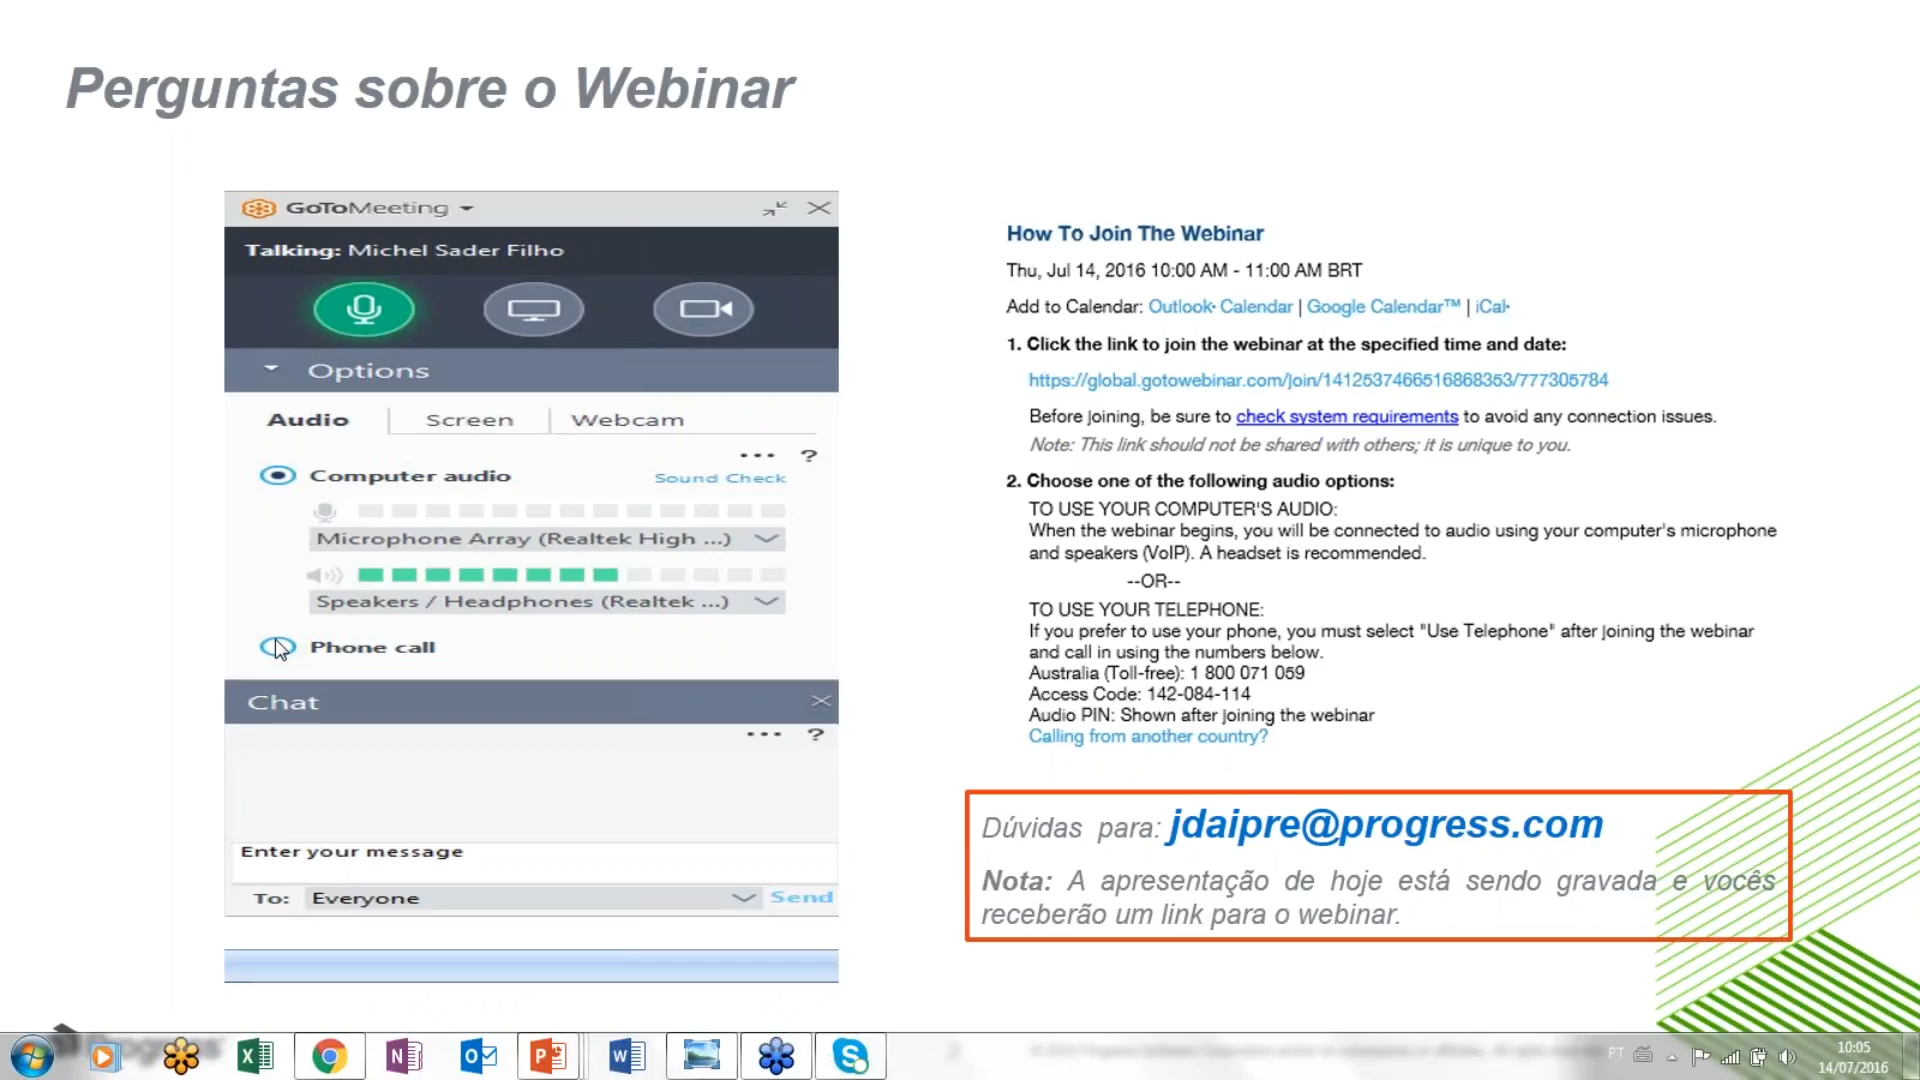 Perguntas sobre o Webinar
GoToMeeting
Talking: Michel Sader Filho
Options
Audio Screen Webcam
... ?
Computer audio Sound Check
Microphone Array (Realtek High ...)
Speakers / Headphones (Realtek ...)
Phone call
Chat
... ?
Enter your message
To: Everyone Send
How To Join The Webinar
Thu, Jul 14, 2016 10:00 AM - 11:00 AM BRT
Add to Calendar: Outlook® Calendar | Google Calendar™ | iCal®
1. Click the link to join the webinar at the specified time and date:
https://global.gotowebinar.com/join/1412537466516868353/777305784
Before joining, be sure to check system requirements to avoid any connection issues.
Note: This link should not be shared with others; it is unique to you.
2. Choose one of the following audio options:
TO USE YOUR COMPUTER'S AUDIO:
When the webinar begins, you will be connected to audio using your computer's microphone
and speakers (VoIP). A headset is recommended.
--OR--
TO USE YOUR TELEPHONE:
If you prefer to use your phone, you must select "Use Telephone" after joining the webinar
and call in using the numbers below.
Australia (Toll-free): 1 800 071 059
Access Code: 142-084-114
Audio PIN: Shown after joining the webinar
Calling from another country?
Dúvidas para: jdaipre@progress.com
Nota: A apresentação de hoje está sendo gravada e vocês
receberão um link para o webinar.
PT
10:05
14/07/2016